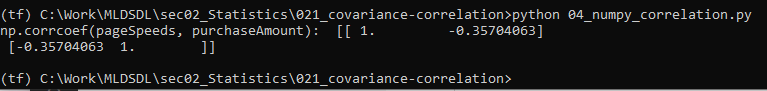 (tf) C:\Work\MLDSDL\sec02_Statistics\021_covariance-correlation>python 04_numpy_correlation.py
np.corrcoef(pageSpeeds, purchaseAmount):  [[ 1.         -0.35704063]
 [-0.35704063  1.        ]]
(tf) C:\Work\MLDSDL\sec02_Statistics\021_covariance-correlation>